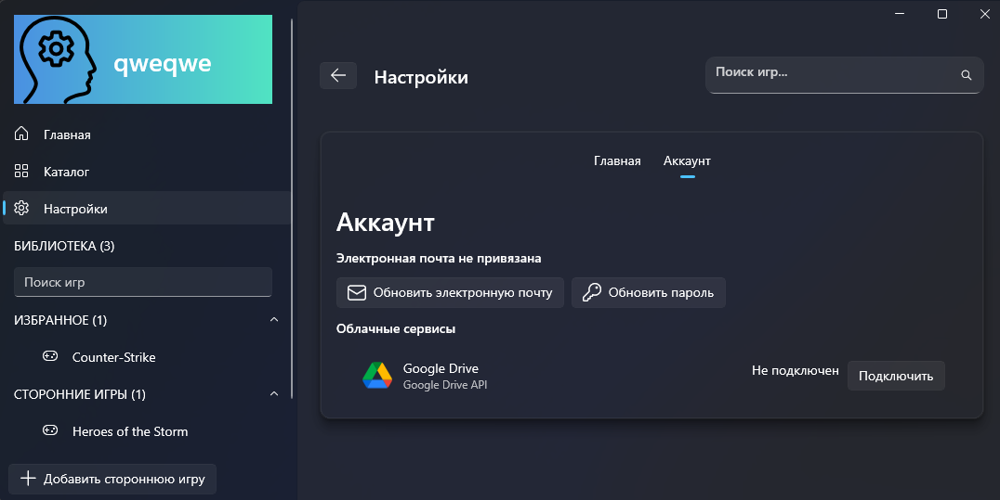 qweqwe
Главная
Каталог
Настройки
БИБЛИОТЕКА (3)
Поиск игр
ИЗБРАННОЕ (1)
Counter-Strike
СТОРОННИЕ ИГРЫ (1)
Heroes of the Storm
Добавить стороннюю игру
Настройки
Поиск игр...
Главная Аккаунт
Аккаунт
Электронная почта не привязана
Обновить электронную почту Обновить пароль
Облачные сервисы
Google Drive
Google Drive API
Не подключен Подключить